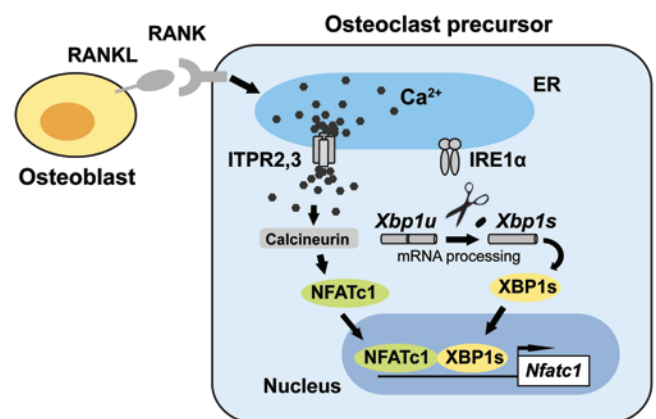 Osteoclast precursor
RANK
RANKL
ER
Ca²⁺
ITPR2,3
IRE1α
Osteoblast
Xbp1u
Xbp1s
Calcineurin
mRNA processing
NFATc1
XBP1s
NFATc1
XBP1s
Nfatc1
Nucleus